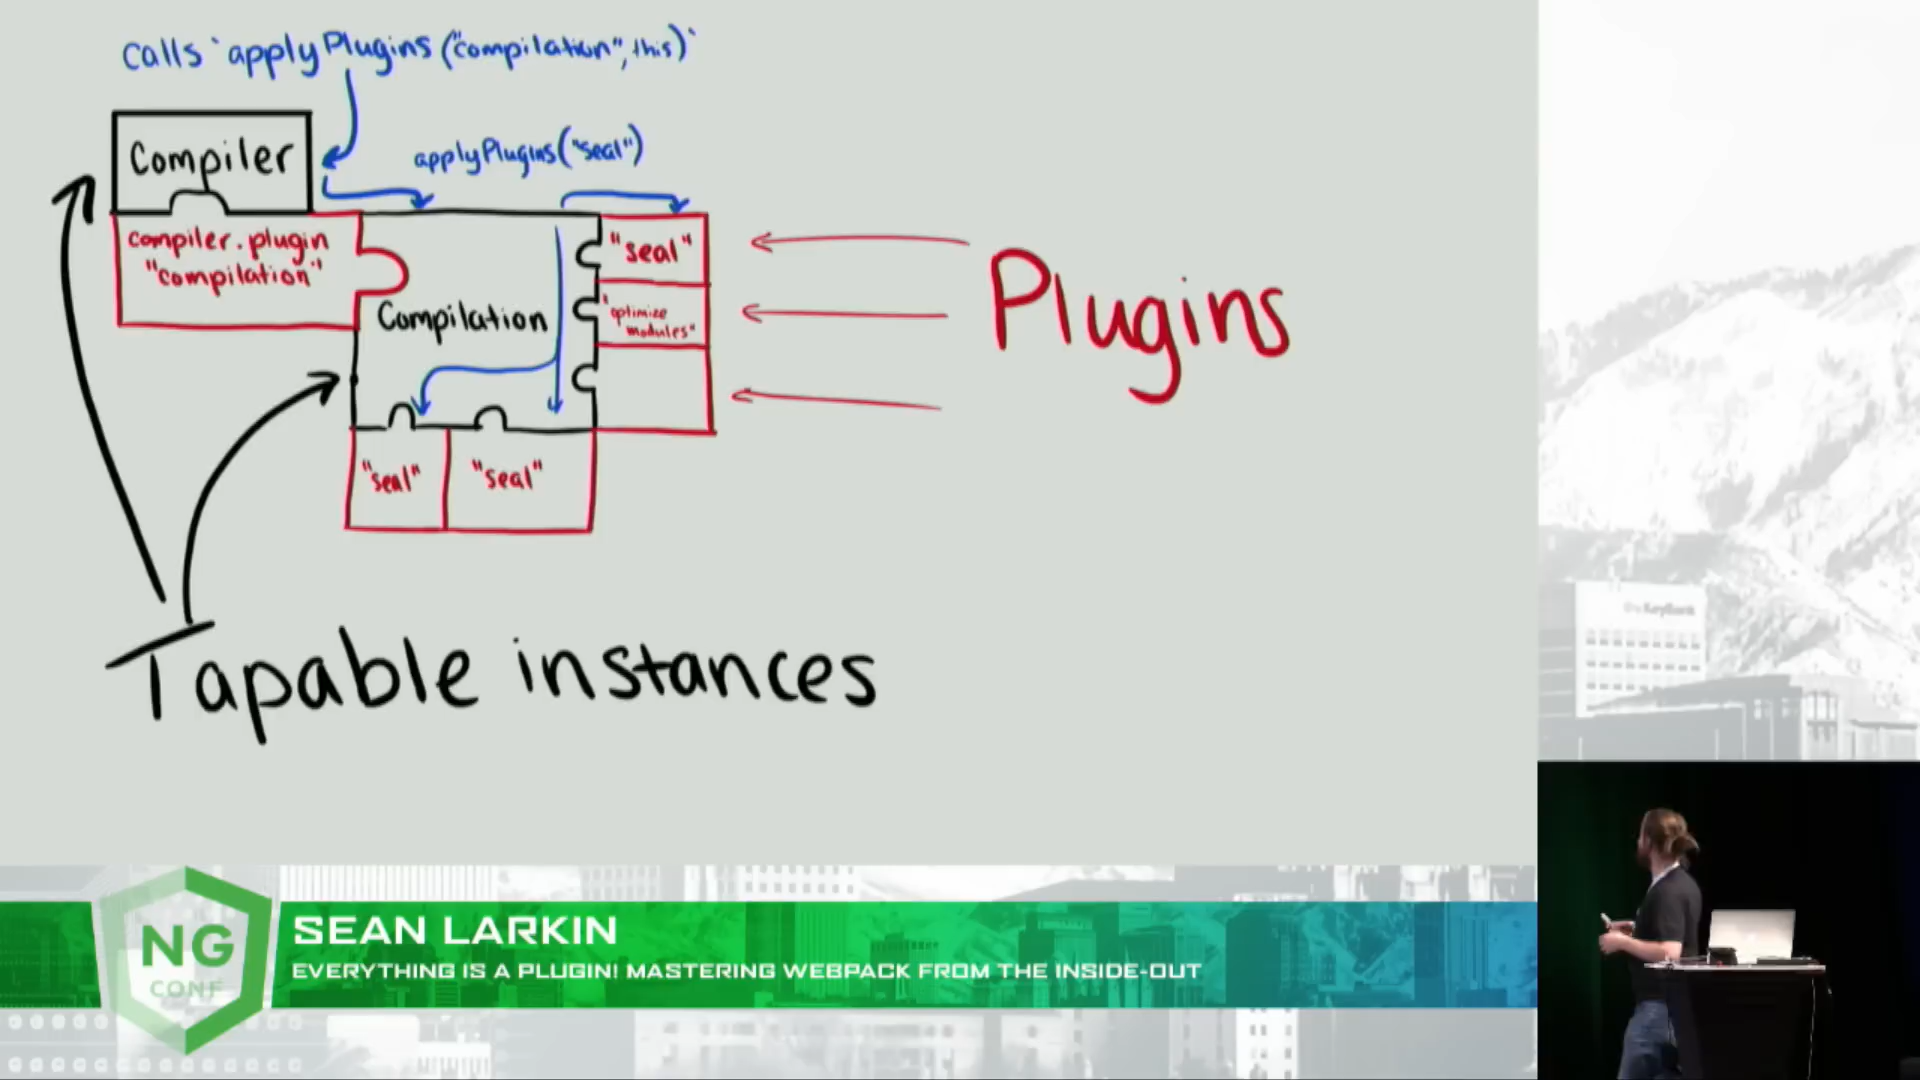 calls `applyPlugins("compilation", this)`
Compiler
applyPlugins("seal")
compiler.plugin
"compilation"
"seal"
"optimize
modules"
Compilation
Plugins
"seal"
"seal"
Tapable instances
KeyBank
NG
CONF
SEAN LARKIN
EVERYTHING IS A PLUGIN! MASTERING WEBPACK FROM THE INSIDE-OUT